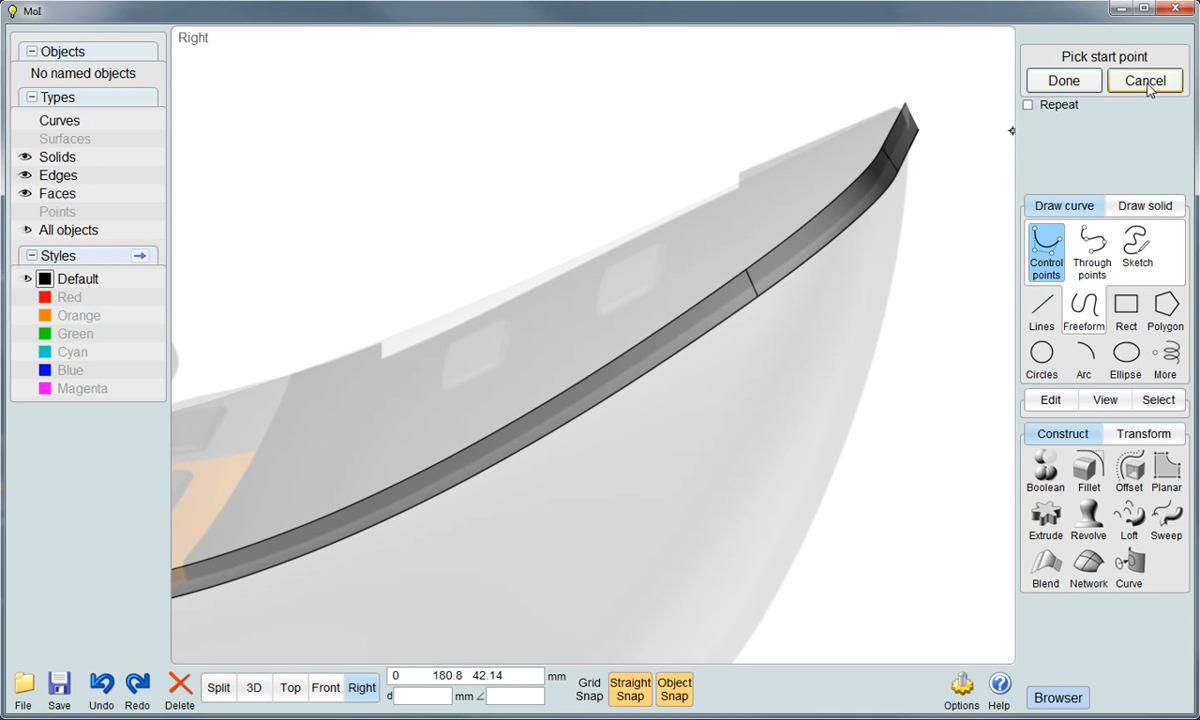 MoI
Objects
No named objects
Types
Curves
Surfaces
Solids
Edges
Faces
Points
All objects
Styles
Default
Red
Orange
Green
Cyan
Blue
Magenta
Right
Pick start point
Done Cancel
Repeat
Draw curve Draw solid
Control points Through points Sketch
Lines Freeform Rect Polygon
Circles Arc Ellipse More
Edit View Select
Construct Transform
Boolean Fillet Offset Planar
Extrude Revolve Loft Sweep
Blend Network Curve
File Save Undo Redo Delete
Split 3D Top Front Right
0 180.8 42.14 mm
d mm ∠
Grid Snap Straight Snap Object Snap
Options Help
Browser